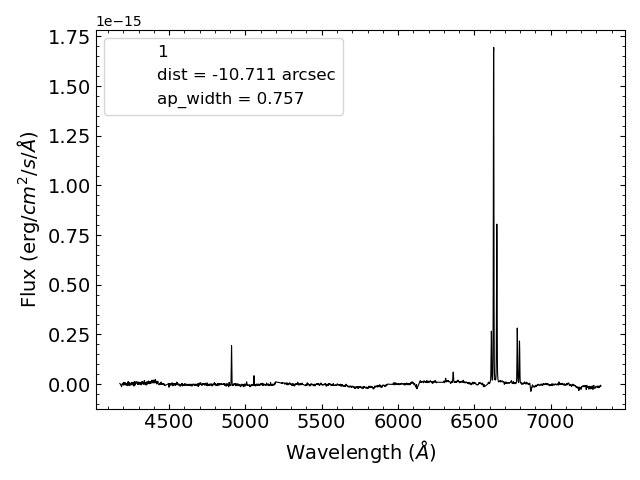 1e−15
1.75
1.50
1.25
1.00
0.75
0.50
0.25
0.00
Flux (erg/cm²/s/Å)
1
dist = -10.711 arcsec
ap_width = 0.757
4500 5000 5500 6000 6500 7000
Wavelength (Å)